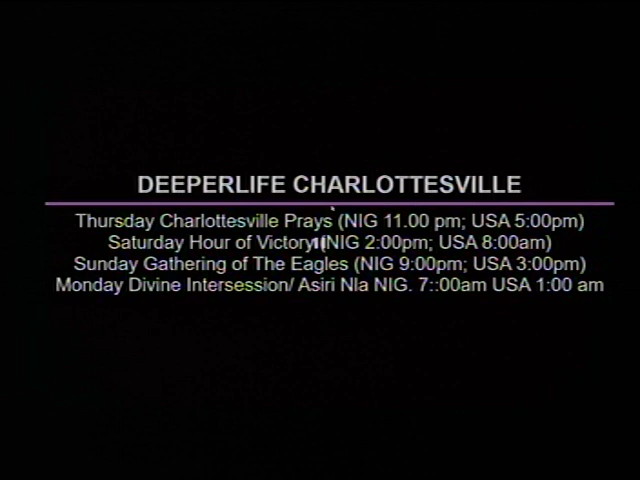 DEEPERLIFE CHARLOTTESVILLE
Thursday Charlottesville Prays (NIG 11.00 pm; USA 5:00pm)
Saturday Hour of Victory (NIG 2:00pm; USA 8:00am)
Sunday Gathering of The Eagles (NIG 9:00pm; USA 3:00pm)
Monday Divine Intersession/ Asiri Nla NIG. 7::00am USA 1:00 am